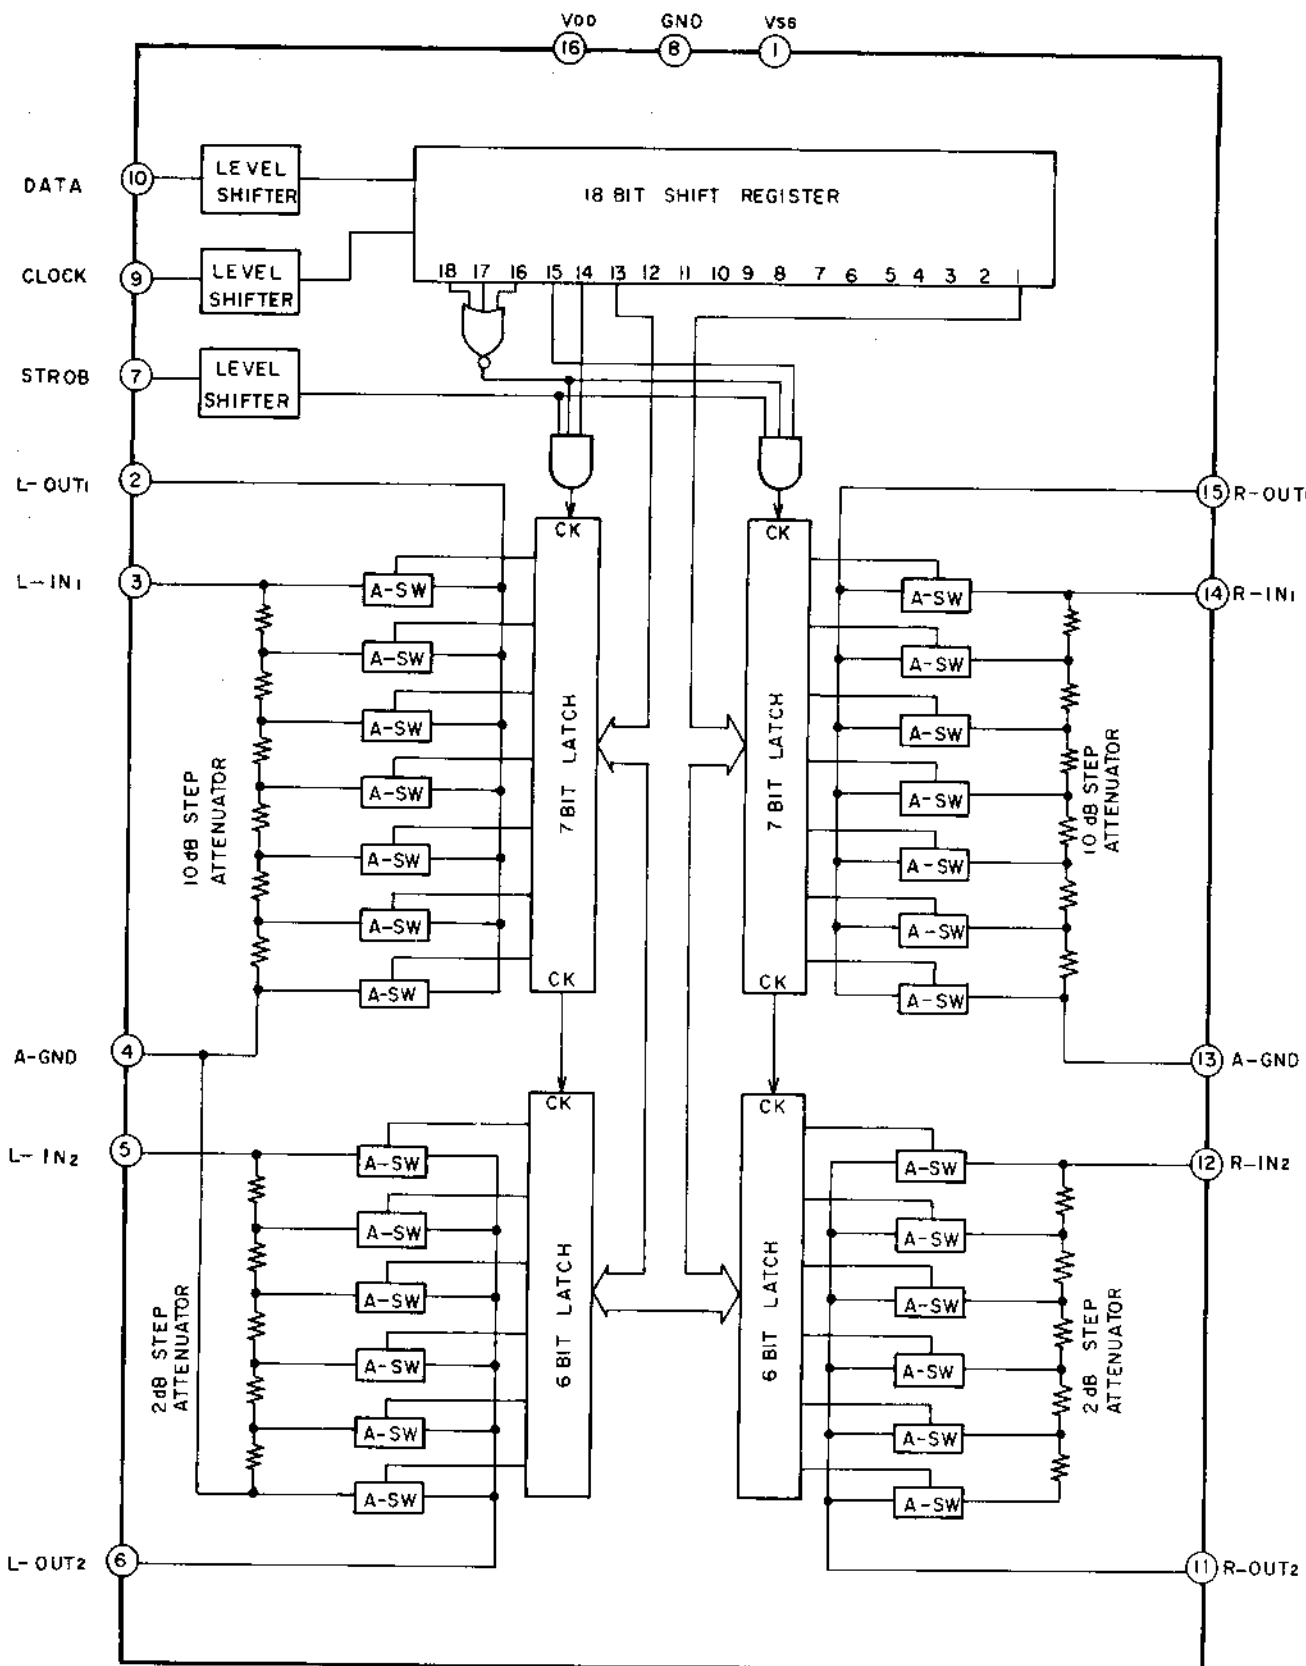 VDD GND VSS
16 8 1
10 LEVEL SHIFTER
DATA
18 BIT SHIFT REGISTER
CLOCK 9 LEVEL SHIFTER
18 17 16 15 14 13 12 11 10 9 8 7 6 5 4 3 2 1
STROB 7 LEVEL SHIFTER
L-OUT1 2
15 R-OUT
CK CK
L-IN1 3
14 R-IN1
A-SW A-SW
A-SW A-SW
A-SW A-SW
A-SW A-SW
A-SW A-SW
A-SW A-SW
A-SW A-SW
10 dB STEP
ATTENUATOR
7 BIT LATCH
7 BIT LATCH
10 dB STEP
ATTENUATOR
CK CK
A-GND 4
13 A-GND
CK CK
L-IN2 5
12 R-IN2
A-SW A-SW
A-SW A-SW
A-SW A-SW
A-SW A-SW
A-SW A-SW
A-SW A-SW
2 dB STEP
ATTENUATOR
6 BIT LATCH
6 BIT LATCH
2 dB STEP
ATTENUATOR
L-OUT2 6
11 R-OUT2